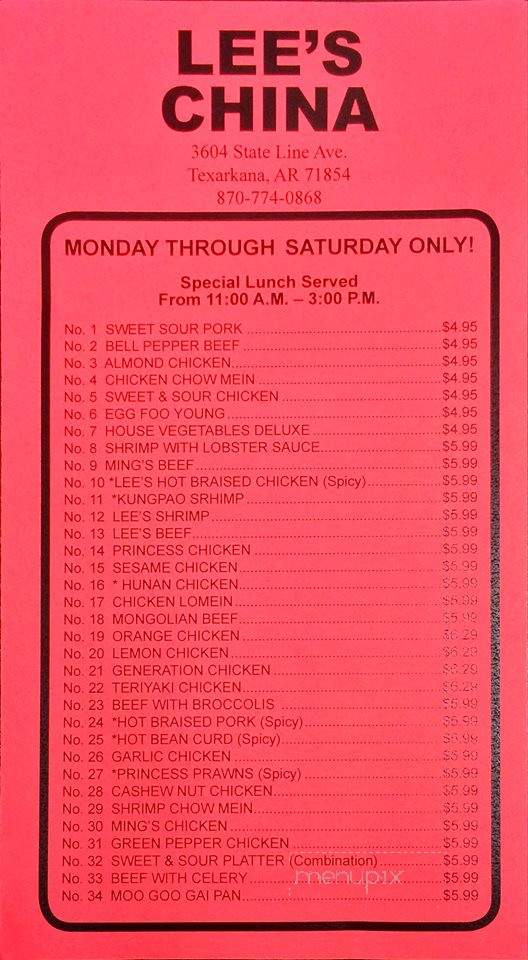 LEE'S
CHINA
3604 State Line Ave.
Texarkana, AR 71854
870-774-0868
MONDAY THROUGH SATURDAY ONLY!
Special Lunch Served
From 11:00 A.M. – 3:00 P.M.
No. 1 SWEET SOUR PORK $4.95
No. 2 BELL PEPPER BEEF $4.95
No. 3 ALMOND CHICKEN $4.95
No. 4 CHICKEN CHOW MEIN $4.95
No. 5 SWEET & SOUR CHICKEN $4.95
No. 6 EGG FOO YOUNG $4.95
No. 7 HOUSE VEGETABLES DELUXE $4.95
No. 8 SHRIMP WITH LOBSTER SAUCE $5.99
No. 9 MING'S BEEF $5.99
No. 10 *LEE'S HOT BRAISED CHICKEN (Spicy) $5.99
No. 11 *KUNGPAO SRHIMP $5.99
No. 12 LEE'S SHRIMP $5.99
No. 13 LEE'S BEEF $5.99
No. 14 PRINCESS CHICKEN $5.99
No. 15 SESAME CHICKEN $5.99
No. 16 * HUNAN CHICKEN $5.99
No. 17 CHICKEN LOMEIN $5.99
No. 18 MONGOLIAN BEEF $5.99
No. 19 ORANGE CHICKEN $6.29
No. 20 LEMON CHICKEN $6.29
No. 21 GENERATION CHICKEN $6.29
No. 22 TERIYAKI CHICKEN
No. 23 BEEF WITH BROCCOLIS $5.99
No. 24 *HOT BRAISED PORK (Spicy) $5.99
No. 25 *HOT BEAN CURD (Spicy)
No. 26 GARLIC CHICKEN $5.99
No. 27 *PRINCESS PRAWNS (Spicy) $5.99
No. 28 CASHEW NUT CHICKEN $5.99
No. 29 SHRIMP CHOW MEIN $5.99
No. 30 MING'S CHICKEN $5.99
No. 31 GREEN PEPPER CHICKEN $5.99
No. 32 SWEET & SOUR PLATTER (Combination) $5.99
No. 33 BEEF WITH CELERY $5.99
No. 34 MOO GOO GAI PAN $5.99
menupix